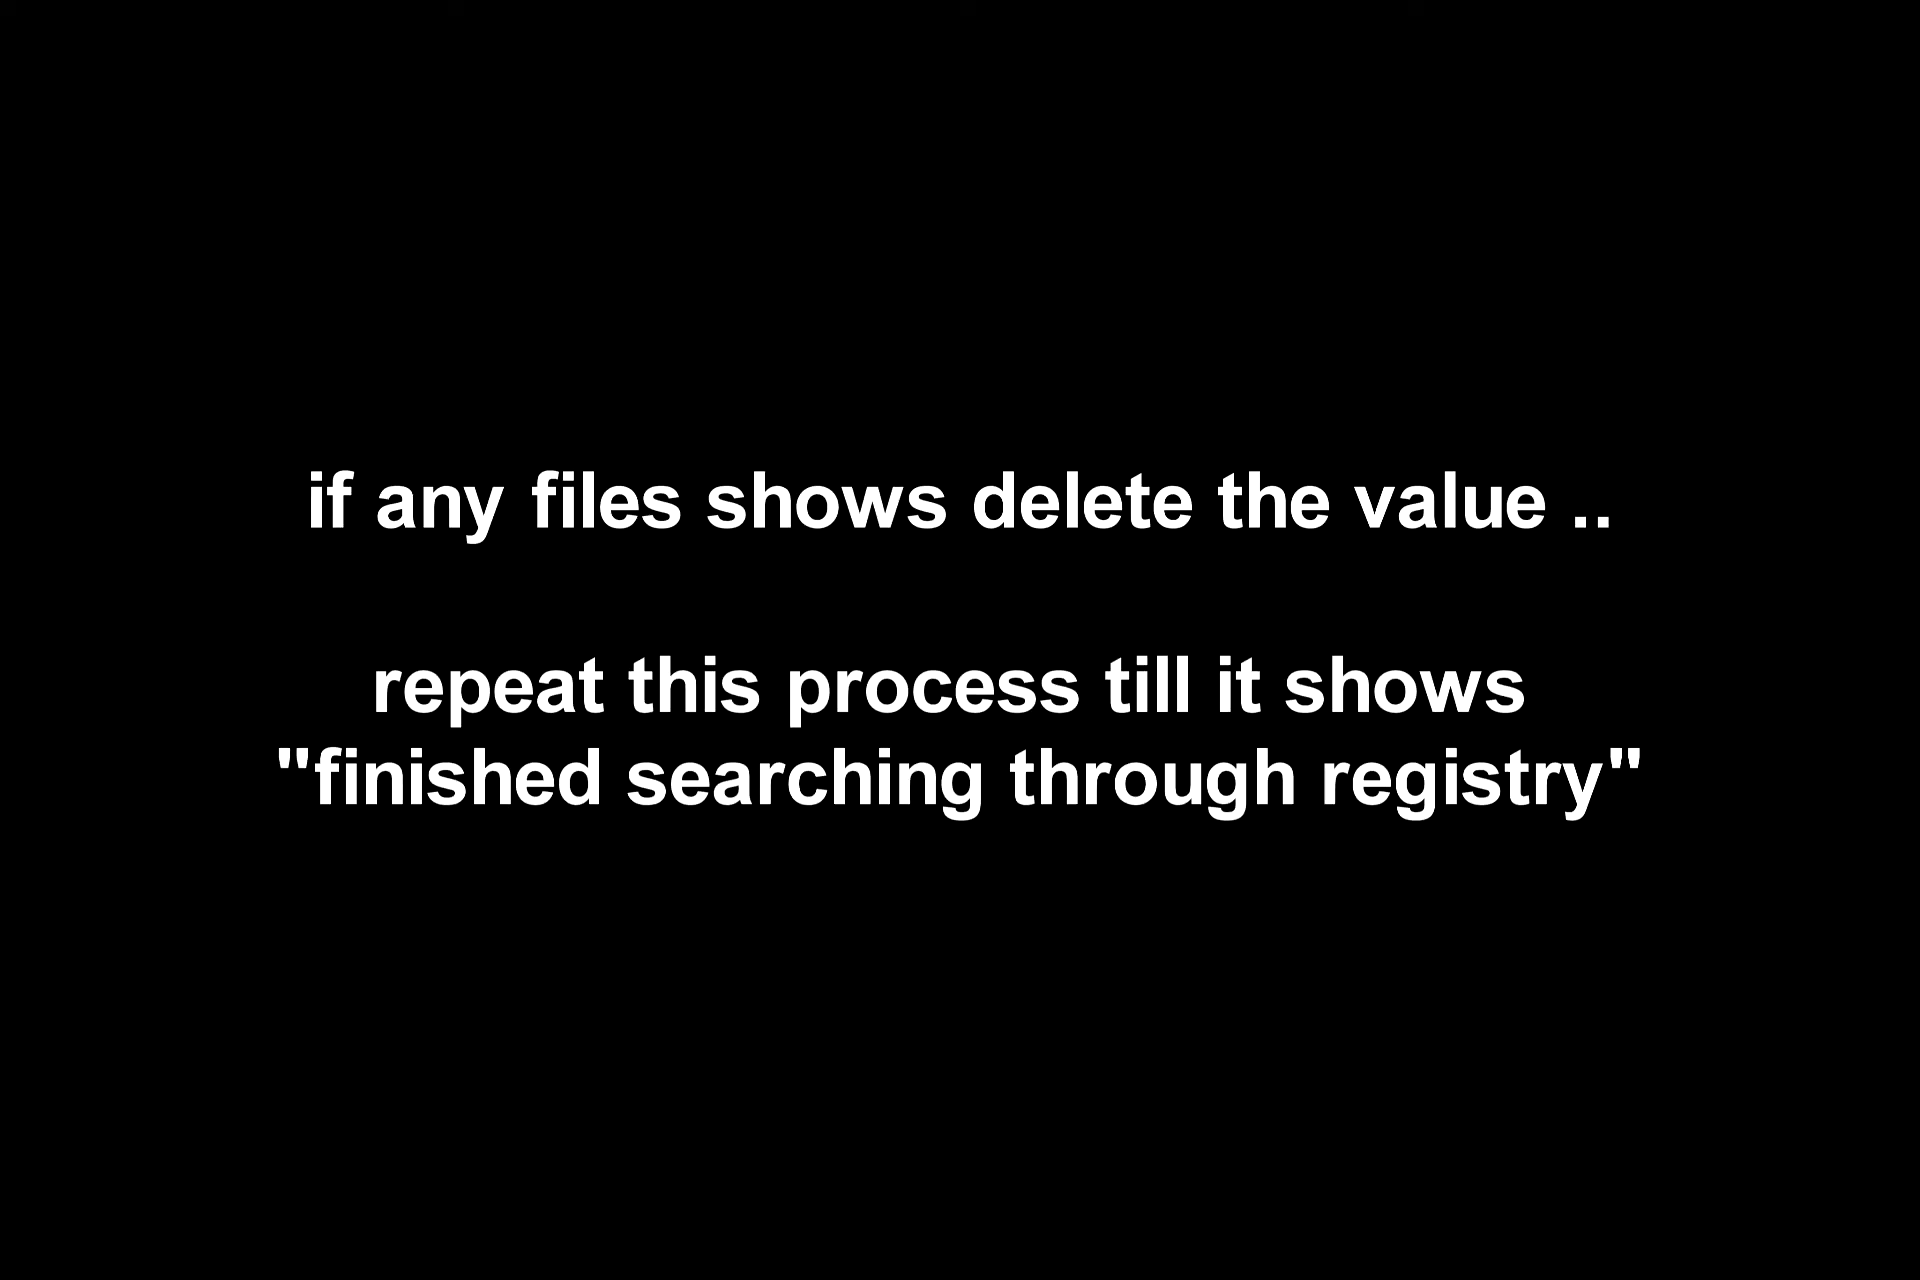 if any files shows delete the value ..
repeat this process till it shows
"finished searching through registry"